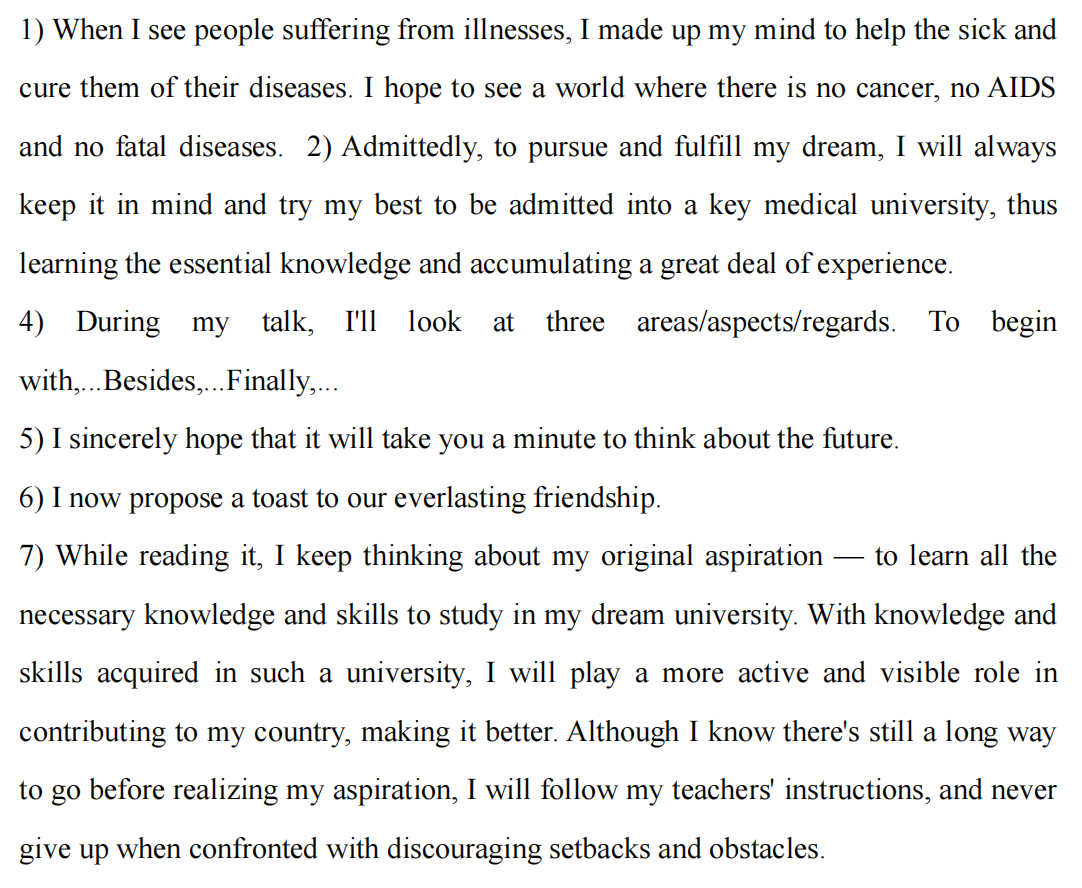 1) When I see people suffering from illnesses, I made up my mind to help the sick and
cure them of their diseases. I hope to see a world where there is no cancer, no AIDS
and no fatal diseases.  2) Admittedly, to pursue and fulfill my dream, I will always
keep it in mind and try my best to be admitted into a key medical university, thus
learning the essential knowledge and accumulating a great deal of experience.
4) During my talk, I'll look at three areas/aspects/regards. To begin
with,...Besides,...Finally,...
5) I sincerely hope that it will take you a minute to think about the future.
6) I now propose a toast to our everlasting friendship.
7) While reading it, I keep thinking about my original aspiration — to learn all the
necessary knowledge and skills to study in my dream university. With knowledge and
skills acquired in such a university, I will play a more active and visible role in
contributing to my country, making it better. Although I know there's still a long way
to go before realizing my aspiration, I will follow my teachers' instructions, and never
give up when confronted with discouraging setbacks and obstacles.